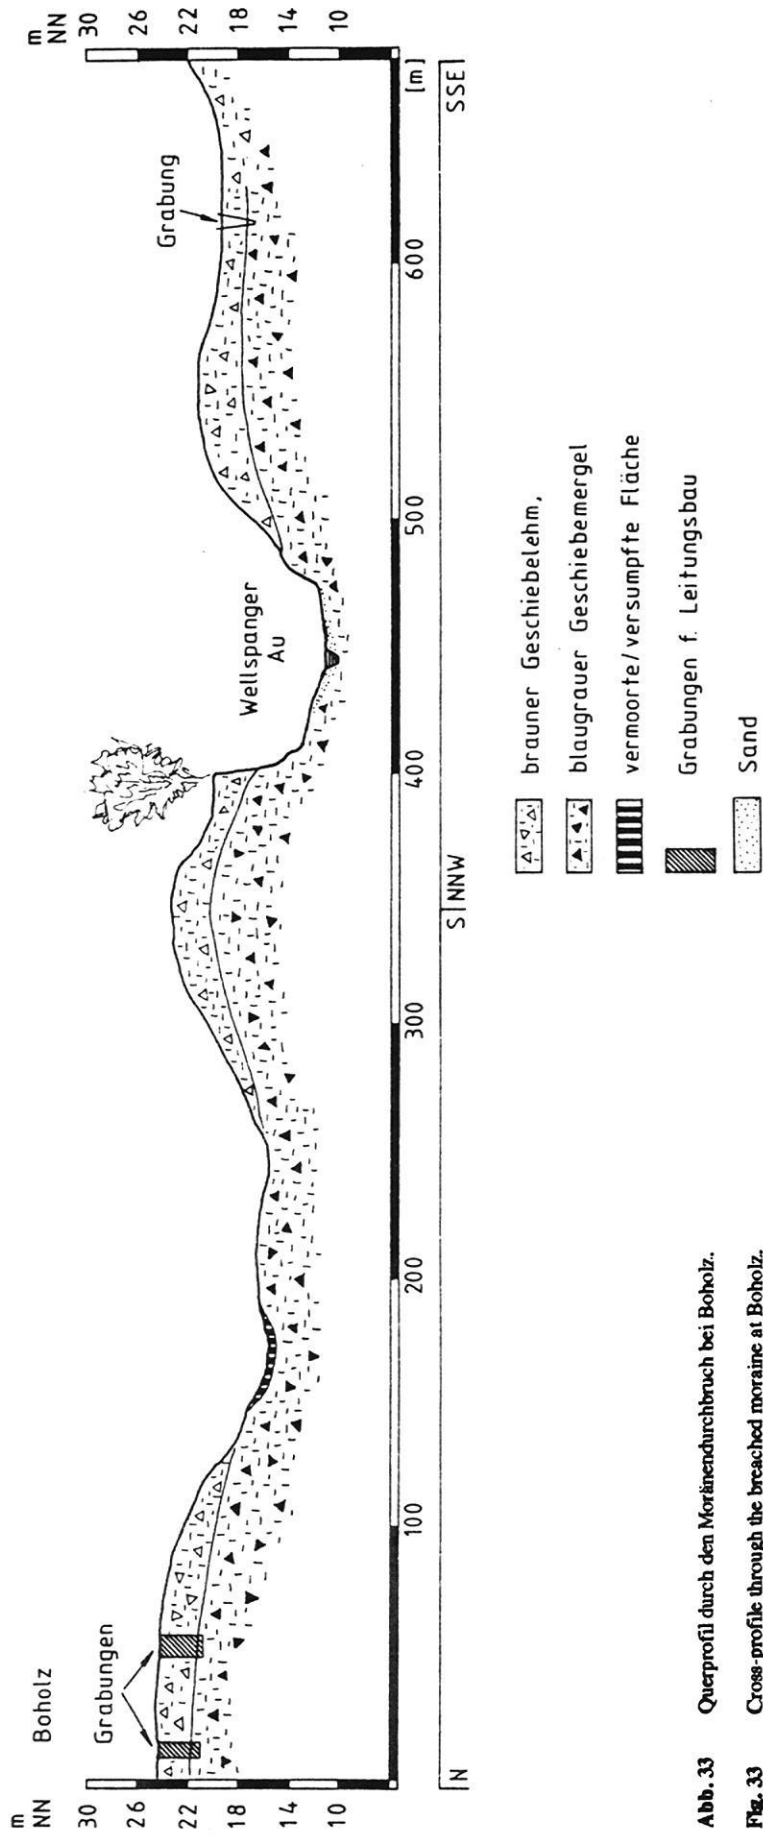 m
NN
30
26
22
18
14
10
Boholz
Grabungen
Wellspanger
Au
Grabung
m
NN
30
26
22
18
14
10
100
200
300
400
500
600
[m]
N
S
NNW
SSE
brauner Geschiebelehm,
blaugrauer Geschiebemergel
vermoorte/versumpfte Fläche
Grabungen f. Leitungsbau
Sand
Abb. 33 Querprofil durch den Moränendurchbruch bei Boholz.
Fig. 33 Cross-profile through the breached moraine at Boholz.